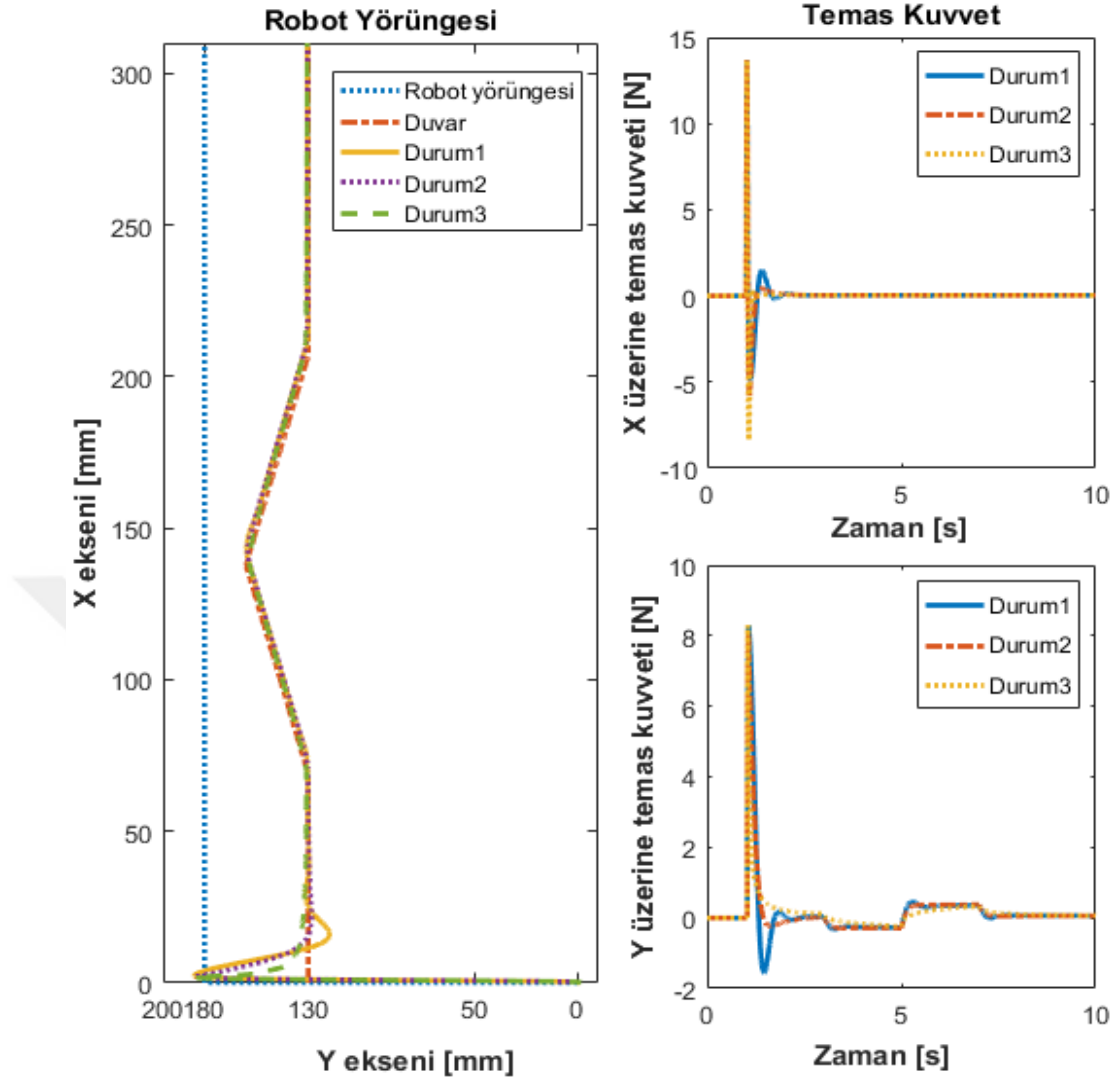 Robot Yörüngesi
300
250
200
150
100
50
0
X ekseni [mm]
Robot yörüngesi
Duvar
Durum1
Durum2
Durum3
200
180
130
50
0
Y ekseni [mm]
Temas Kuvvet
15
10
5
0
-5
-10
X üzerine temas kuvveti [N]
Durum1
Durum2
Durum3
0
5
10
Zaman [s]
10
8
6
4
2
0
-2
Y üzerine temas kuvveti [N]
Durum1
Durum2
Durum3
0
5
10
Zaman [s]